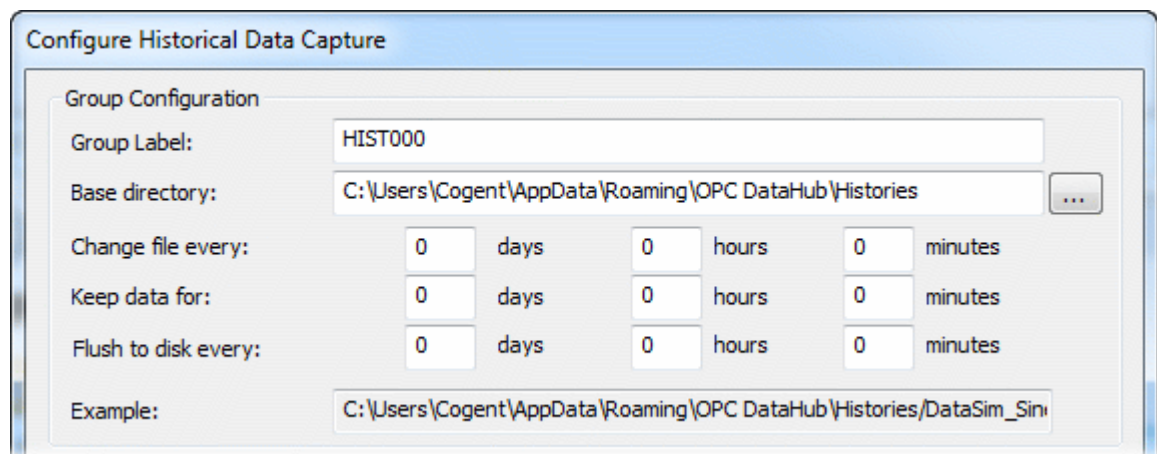 Configure Historical Data Capture
Group Configuration
Group Label: HIST000
Base directory: C:\Users\Cogent\AppData\Roaming\OPC DataHub\Histories ...
Change file every: 0 days 0 hours 0 minutes
Keep data for: 0 days 0 hours 0 minutes
Flush to disk every: 0 days 0 hours 0 minutes
Example: C:\Users\Cogent\AppData\Roaming\OPC DataHub\Histories/DataSim_Sin